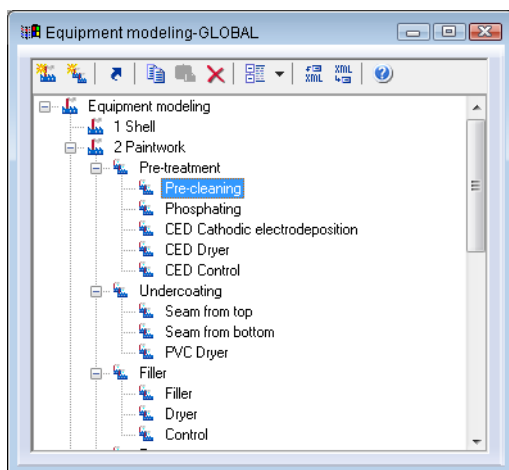 Equipment modeling-GLOBAL
XML XML
Equipment modeling
1 Shell
2 Paintwork
Pre-treatment
Pre-cleaning
Phosphating
CED Cathodic electrodeposition
CED Dryer
CED Control
Undercoating
Seam from top
Seam from bottom
PVC Dryer
Filler
Filler
Dryer
Control